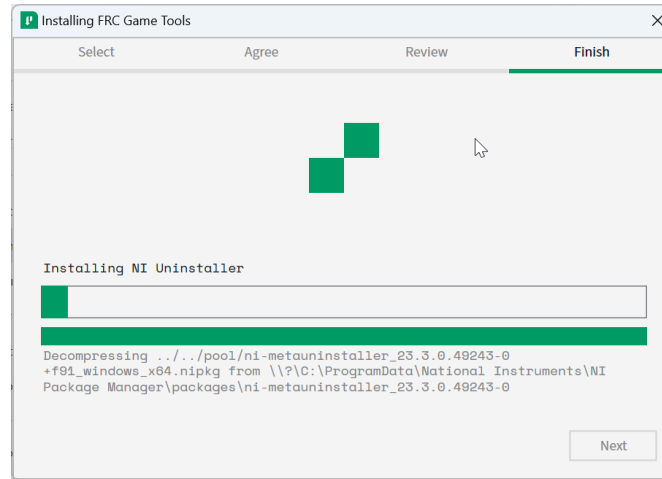 Installing FRC Game Tools
Select Agree Review Finish
Installing NI Uninstaller
Decompressing ../../pool/ni-metauninstaller_23.3.0.49243-0
+f91_windows_x64.nipkg from \\?\C:\ProgramData\National Instruments\NI
Package Manager\packages\ni-metauninstaller_23.3.0.49243-0
Next